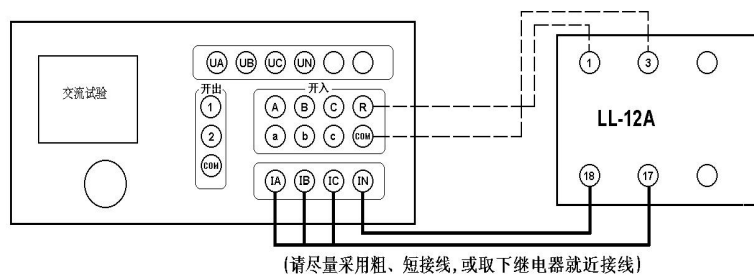 UA UB UC UN
开出 开入
1 A B C R
2 a b c COM
COM
IA IB IC IN
交流试验
1 3
LL-12A
18 17
(请尽量采用粗、短接线,或取下继电器就近接线)